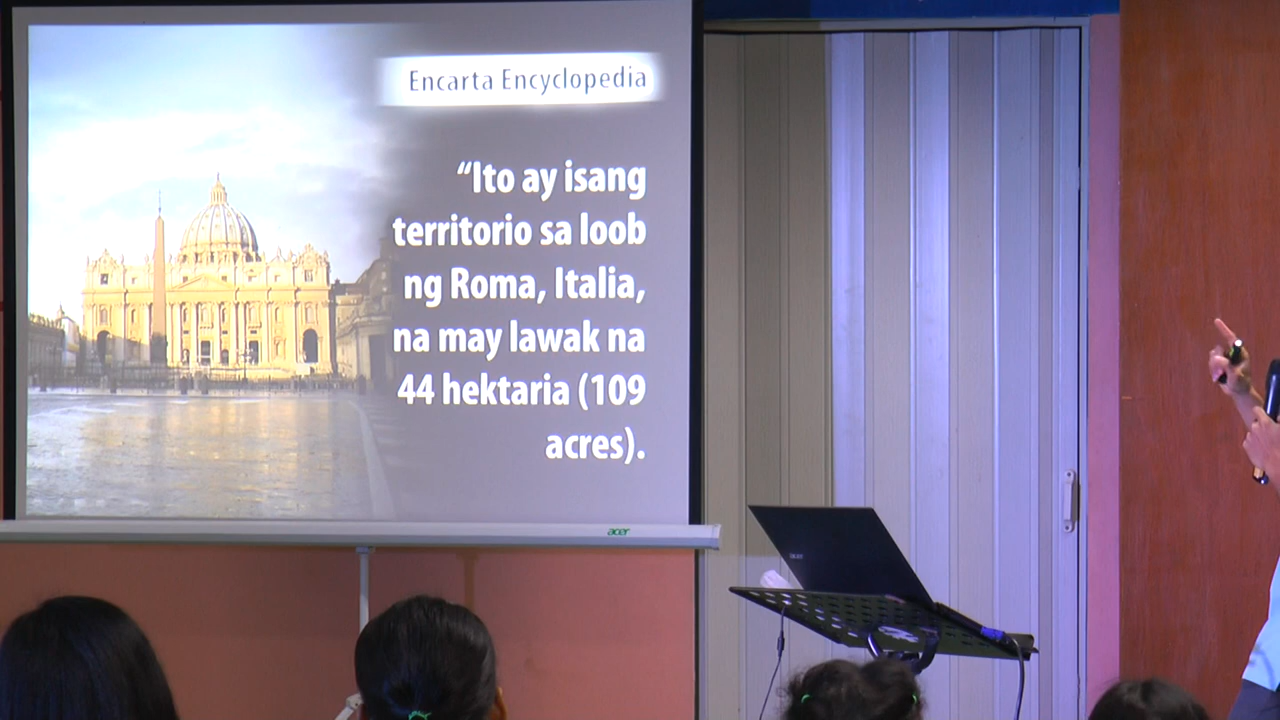 Encarta Encyclopedia
“Ito ay isang
territorio sa loob
ng Roma, Italia,
na may lawak na
44 hektaria (109
acres).
acer